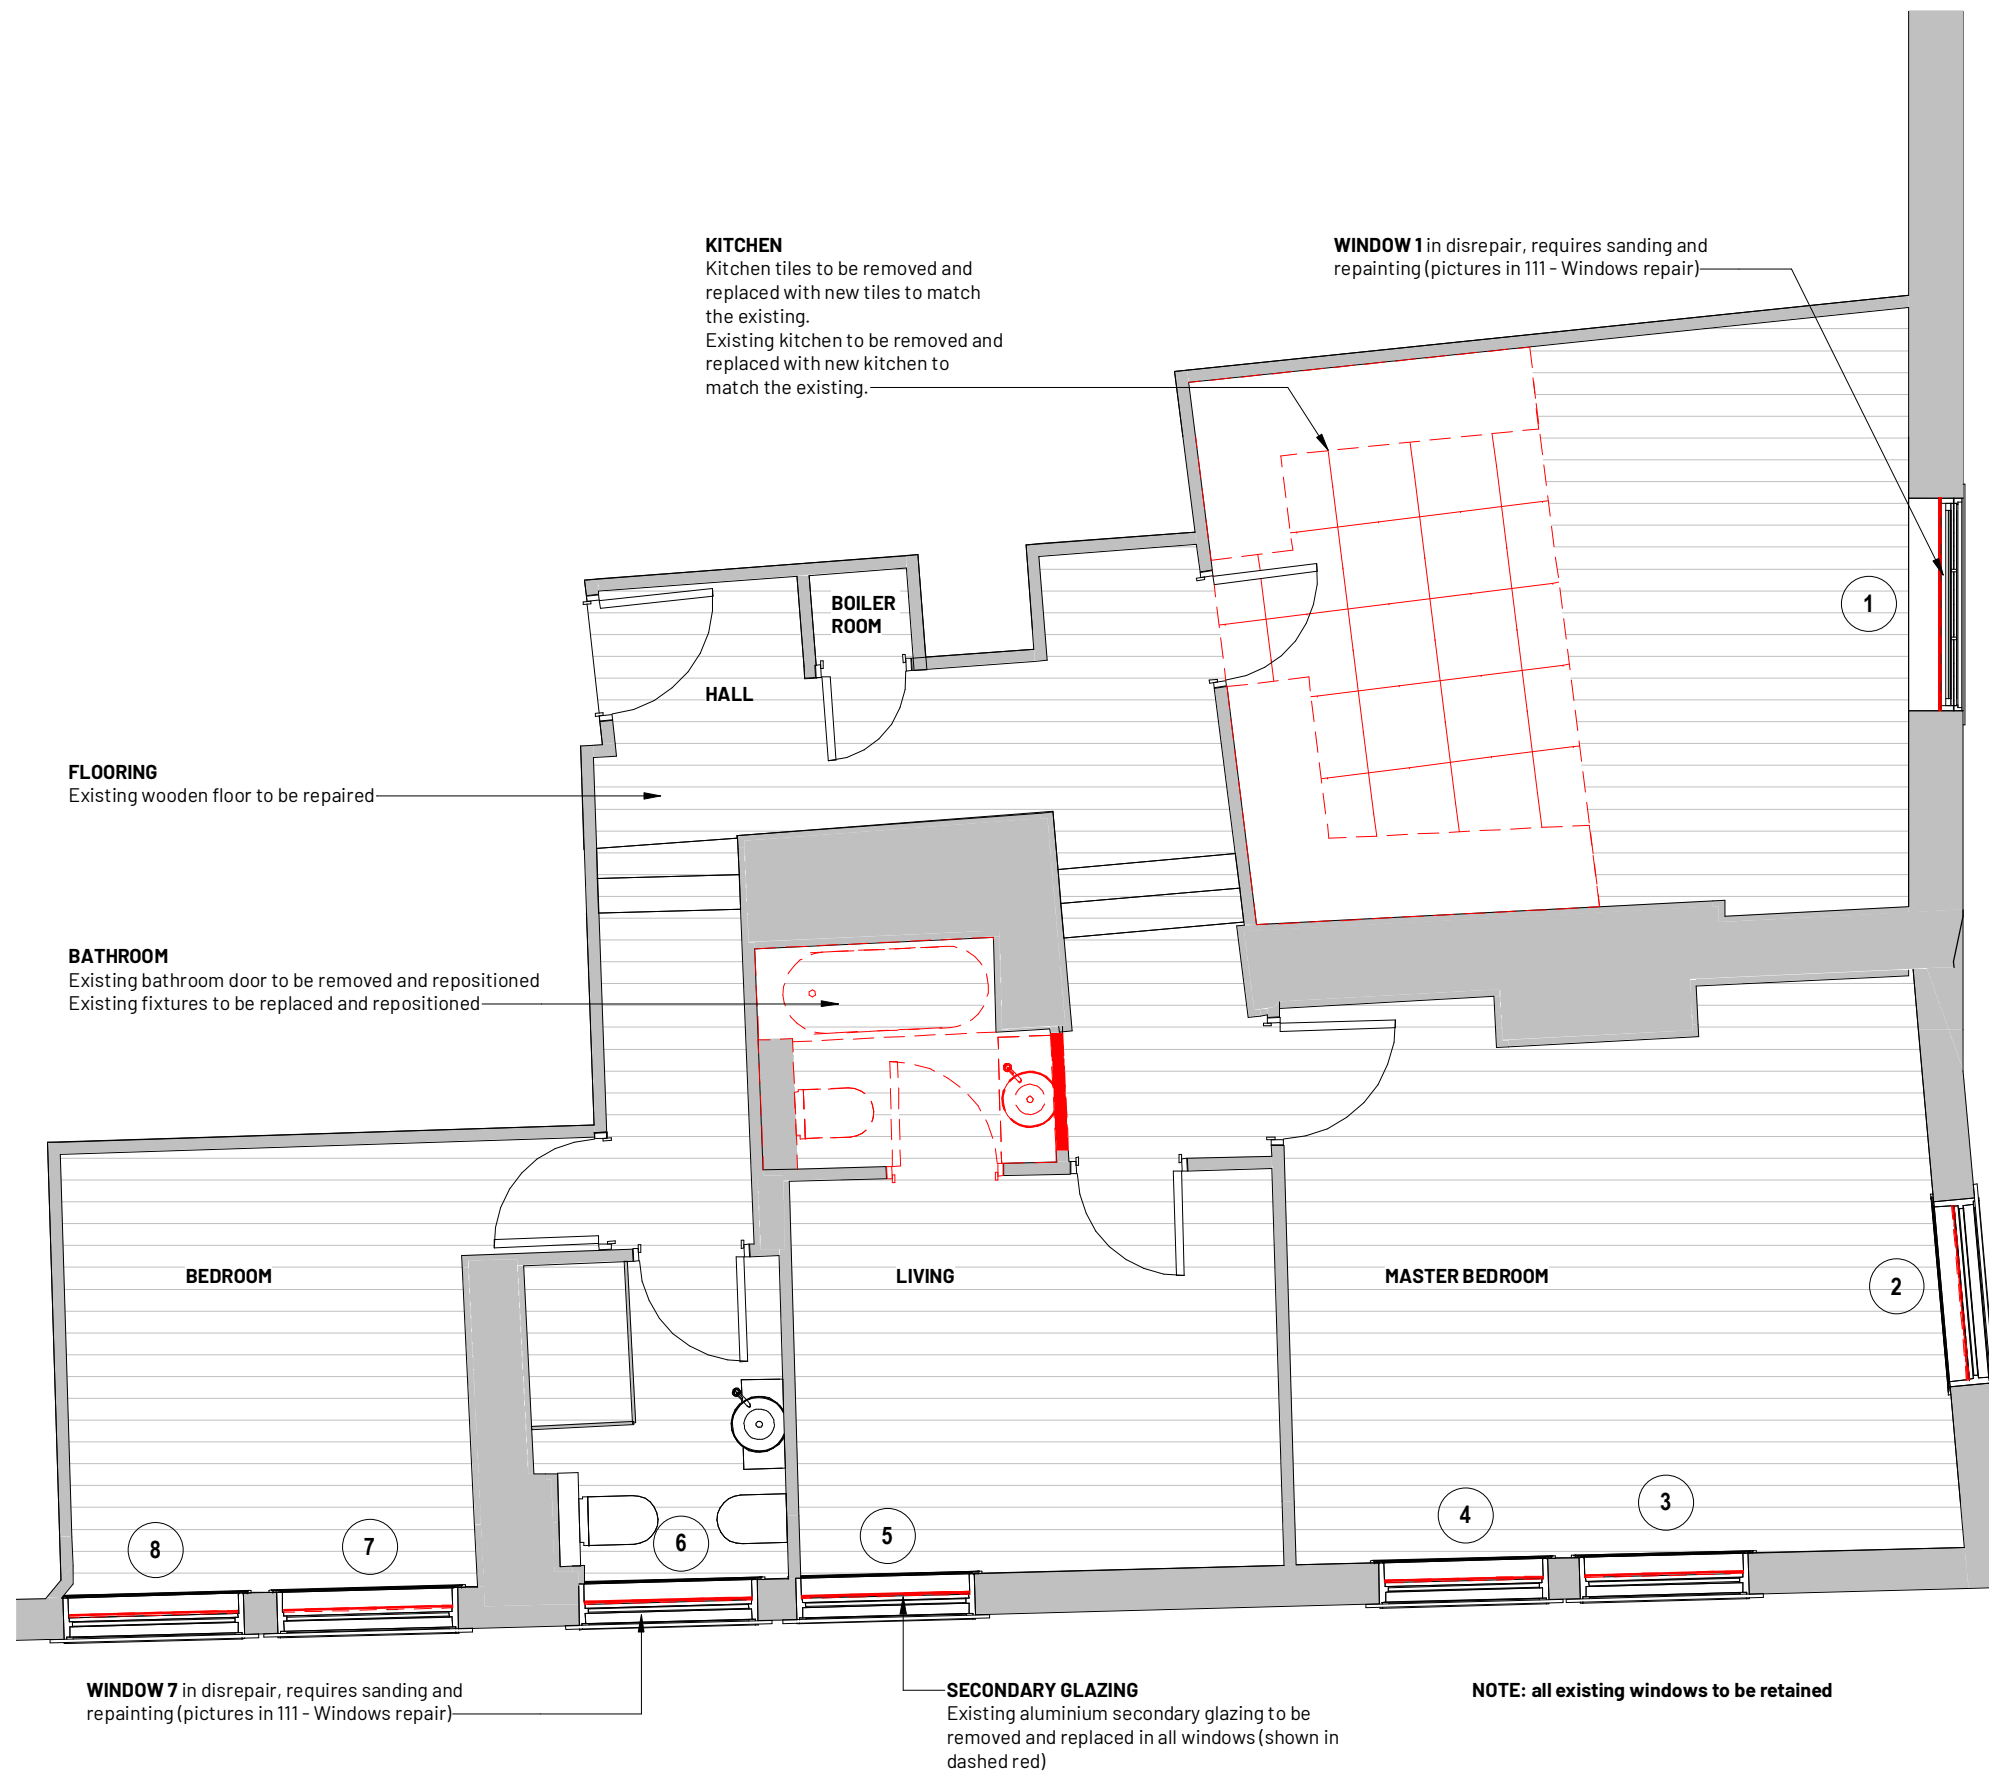 KITCHEN
Kitchen tiles to be removed and
replaced with new tiles to match
the existing.
Existing kitchen to be removed and
replaced with new kitchen to
match the existing.
WINDOW 1 in disrepair, requires sanding and
repainting (pictures in 111 - Windows repair)
BOILER
ROOM
1
HALL
FLOORING
Existing wooden floor to be repaired
BATHROOM
Existing bathroom door to be removed and repositioned
Existing fixtures to be replaced and repositioned
BEDROOM
LIVING
MASTER BEDROOM
2
8
7
6
5
4
3
WINDOW 7 in disrepair, requires sanding and
repainting (pictures in 111 - Windows repair)
SECONDARY GLAZING
Existing aluminium secondary glazing to be
removed and replaced in all windows (shown in
dashed red)
NOTE: all existing windows to be retained